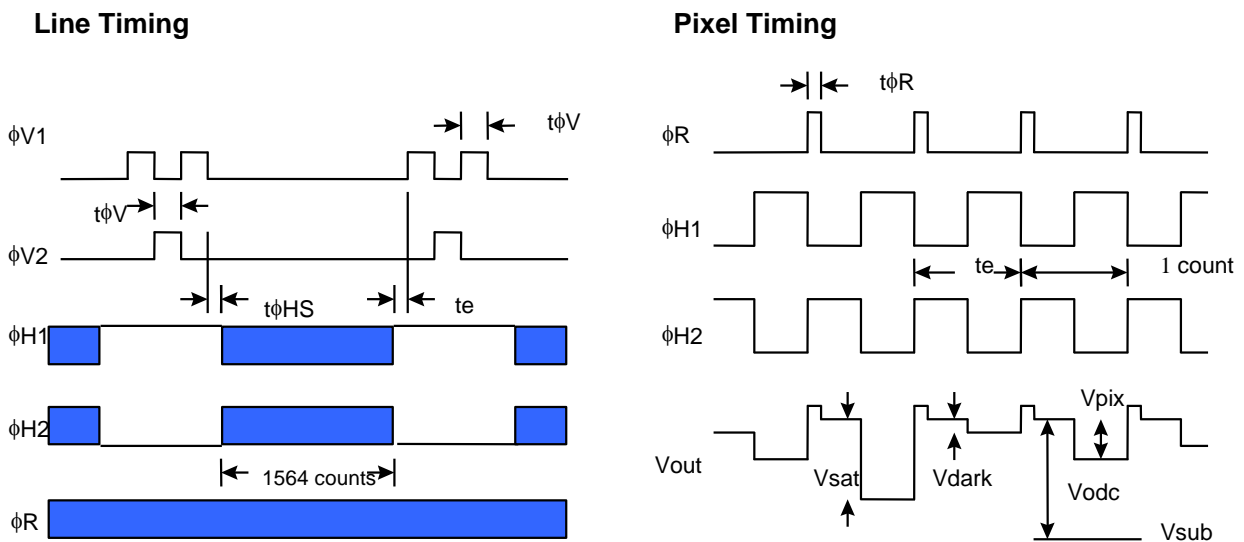 Line Timing
ϕV1
tϕV
tϕV
ϕV2
tϕHS
te
ϕH1
ϕH2
1564 counts
ϕR
Pixel Timing
tϕR
ϕR
ϕH1
te
1 count
ϕH2
Vpix
Vout
Vsat
Vdark
Vodc
Vsub